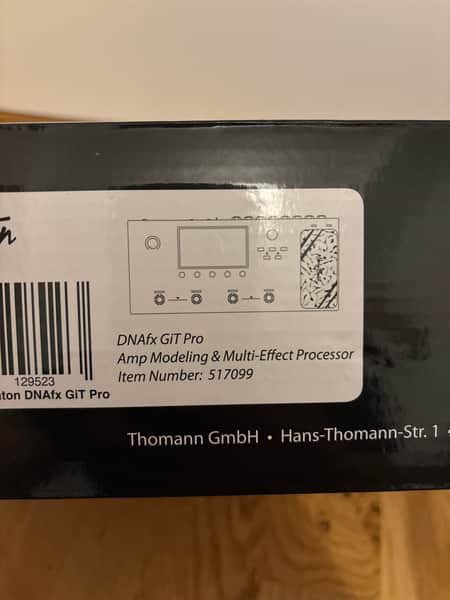 DNAfx GiT Pro
Amp Modeling & Multi-Effect Processor
Item Number: 517099
129523
DNAfx GiT Pro
Thomann GmbH • Hans-Thomann-Str. 1 •